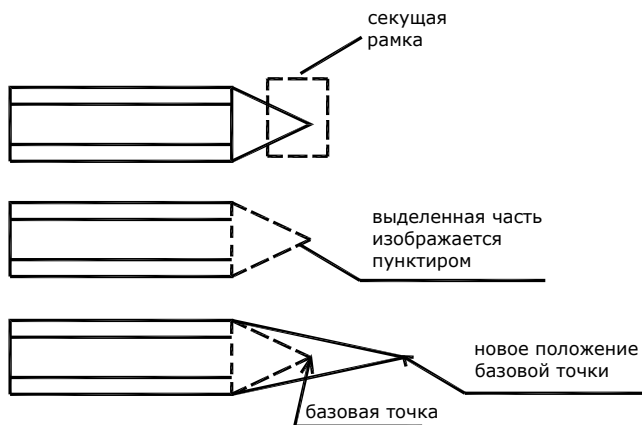 секущая
рамка
выделенная часть
изображается
пунктиром
новое положение
базовой точки
базовая точка